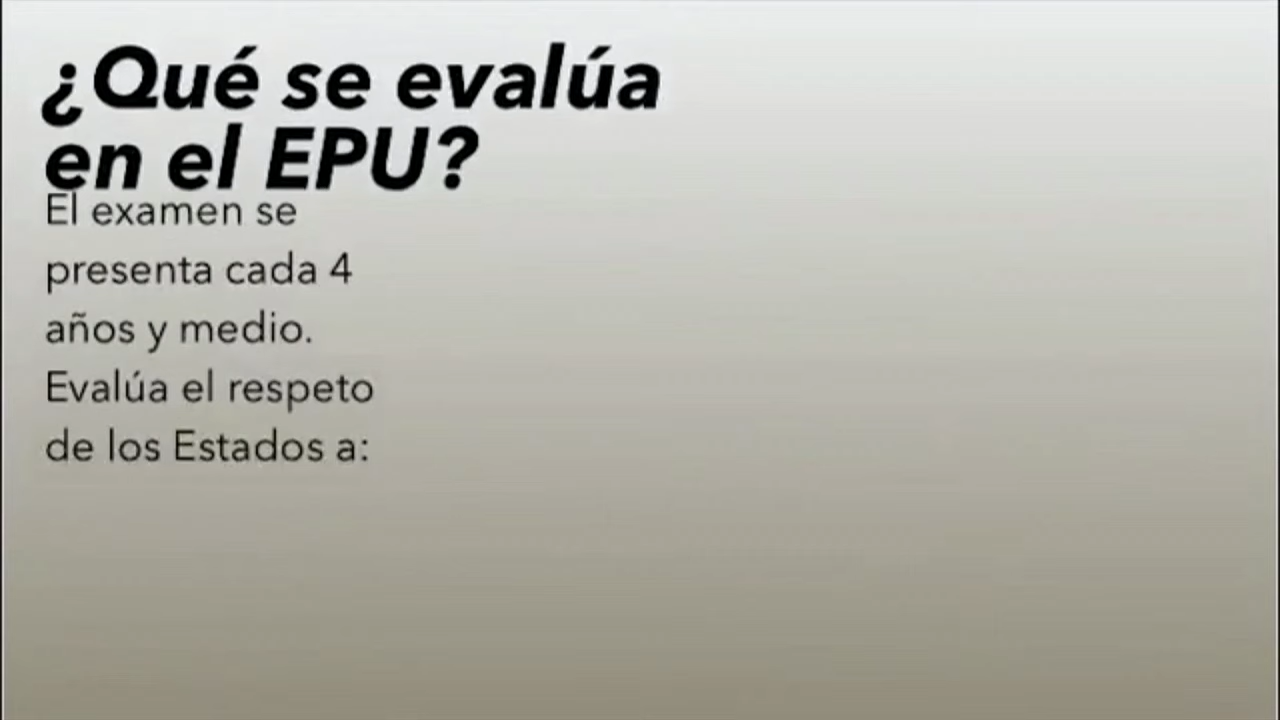 ¿Qué se evalúa
en el EPU?
El examen se
presenta cada 4
años y medio.
Evalúa el respeto
de los Estados a: